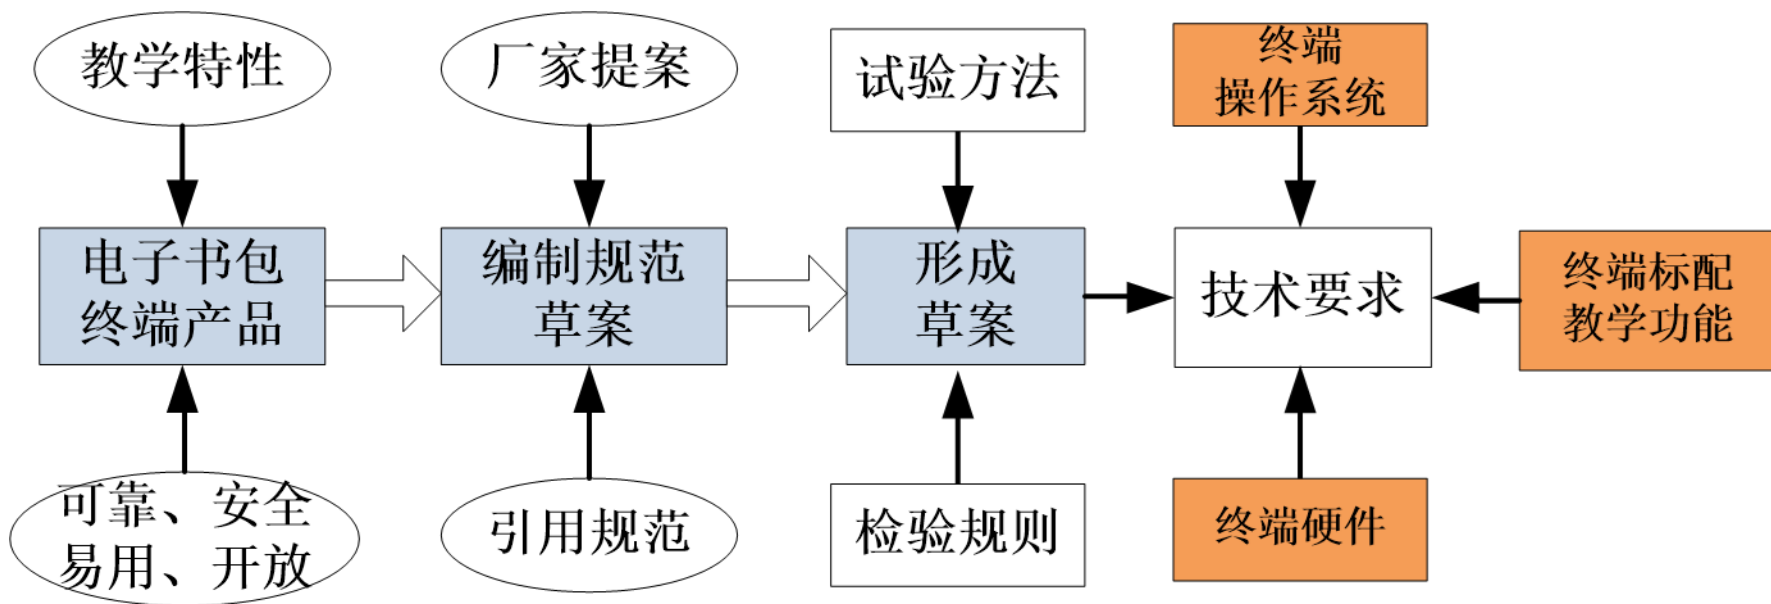 教学特性
厂家提案
试验方法
终端
操作系统
电子书包
终端产品
编制规范
草案
形成
草案
技术要求
终端标配
教学功能
可靠、安全
易用、开放
引用规范
检验规则
终端硬件